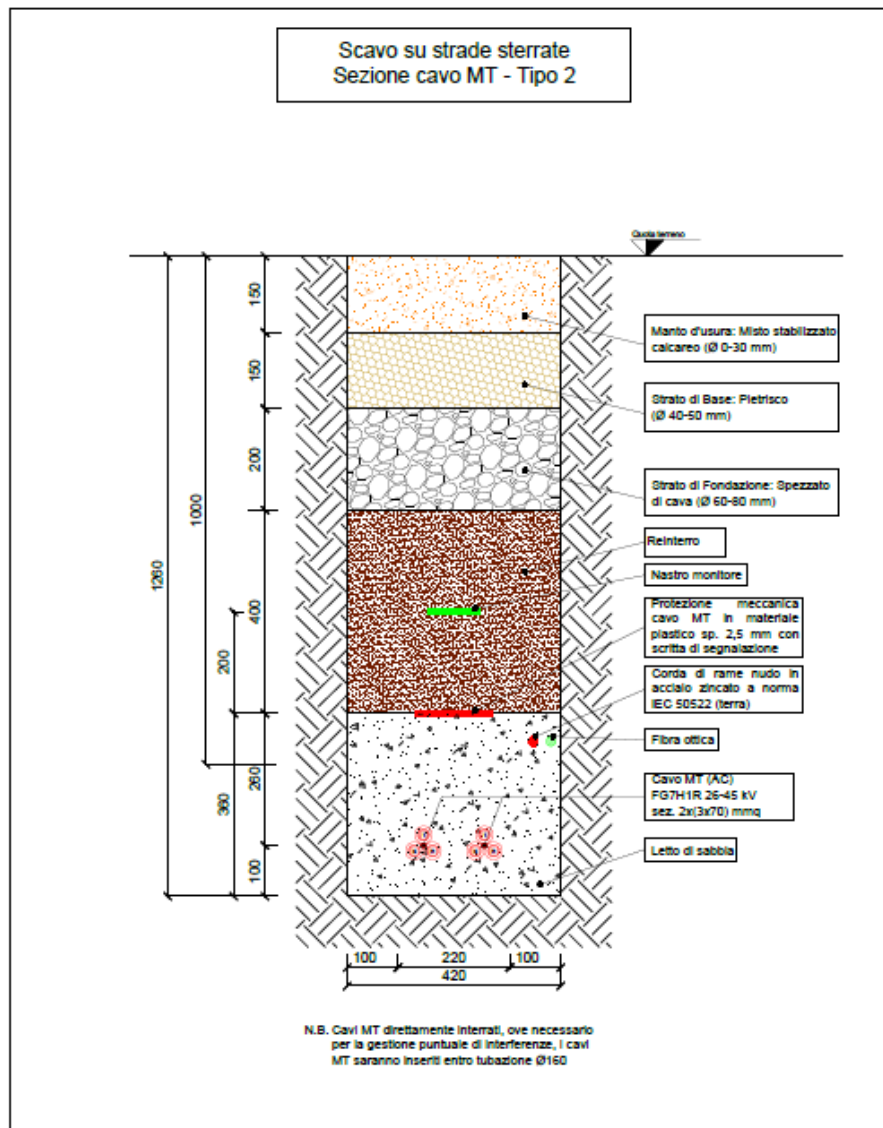 Scavo su strade sterrate
Sezione cavo MT - Tipo 2
Quota terreno
150
150
200
1000
1260
400
200
260
360
100
Manto d'usura: Misto stabilizzato
calcareo (Ø 0-30 mm)
Strato di Base: Pietrisco
(Ø 40-50 mm)
Strato di Fondazione: Spezzato
di cava (Ø 60-80 mm)
Reinterro
Nastro monitore
Protezione meccanica
cavo MT in materiale
plastico sp. 2,5 mm con
scritta di segnalazione
Corda di rame nudo in
acciaio zincato a norma
IEC 50522 (terra)
Fibra ottica
Cavo MT (AC)
FG7H1R 26-45 kV
sez. 2x(3x70) mmq
Letto di sabbia
100 220 100
420
N.B. Cavi MT direttamente interrati, ove necessario
per la gestione puntuale di interferenze, i cavi
MT saranno inseriti entro tubazione Ø160